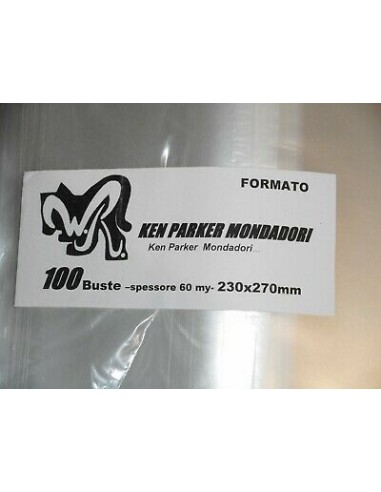 FORMATO
W.R.
KEN PARKER MONDADORI
Ken Parker Mondadori...
100 Buste -spessore 60 my- 230x270mm